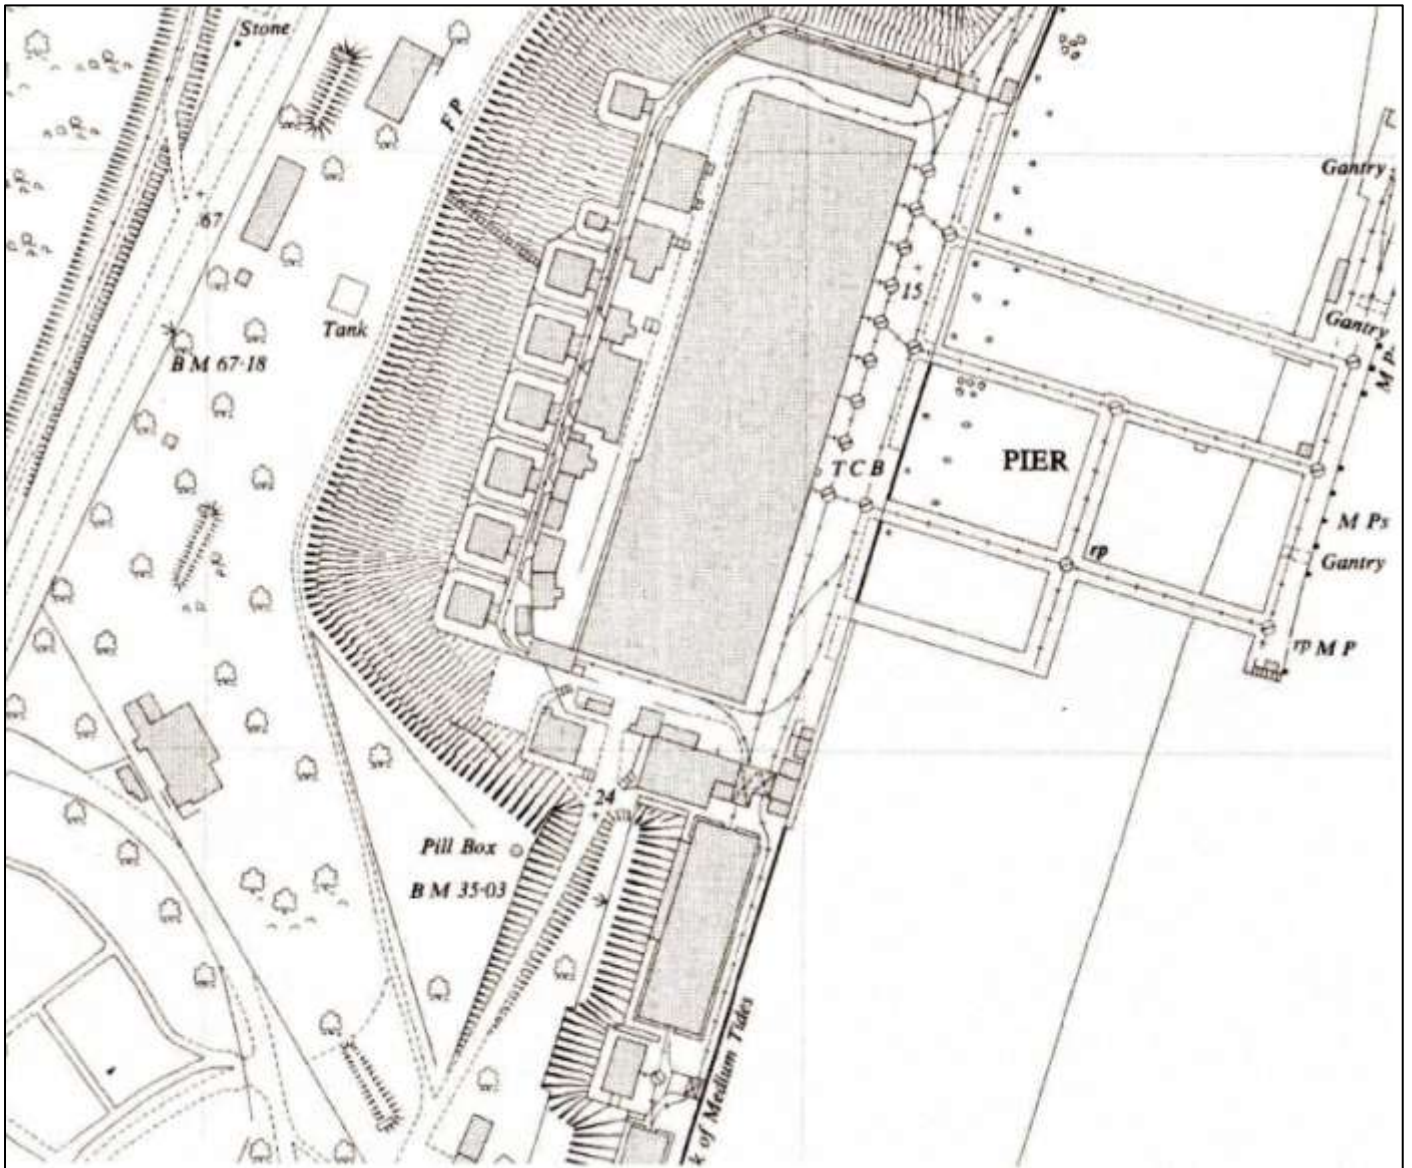 Stone
F P
Gantry
67
15
Tank
Gantry
B M 67·18
M Ps
PIER
T C B
M Ps
rp
Gantry
rp M P
24
Pill Box
B M 35·03
k of Medium Tides